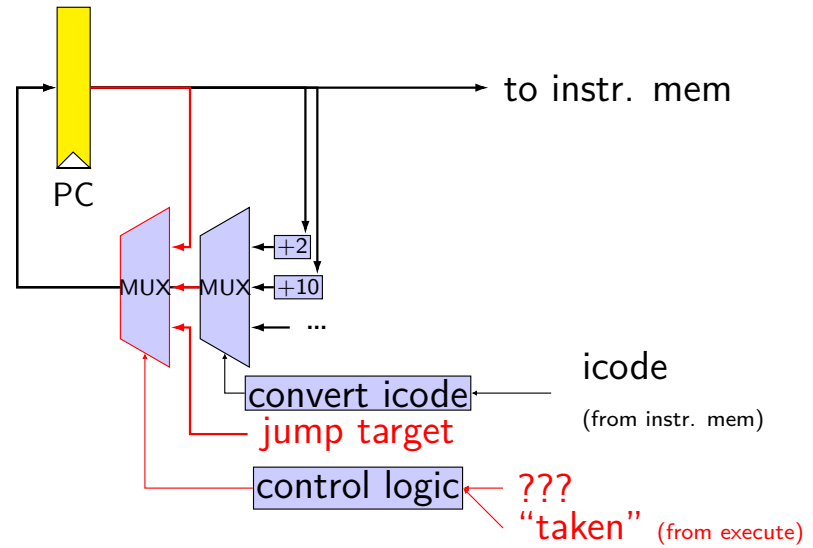 to instr. mem
PC
+2
MUX
MUX
+10
...
icode
convert icode
(from instr. mem)
jump target
control logic
???
“taken” (from execute)